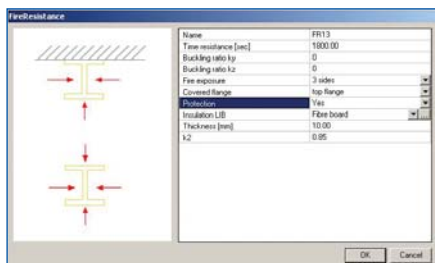 FireResistance
Name FR13
Time resistance [sec] 1800.00
Buckling ratio ky 0
Buckling ratio kz 0
Fire exposure 3 sides
Covered flange top flange
Protection Yes
Insulation LIB Fibre board
Thickness [mm] 10.00
k2 0.85
OK Cancel